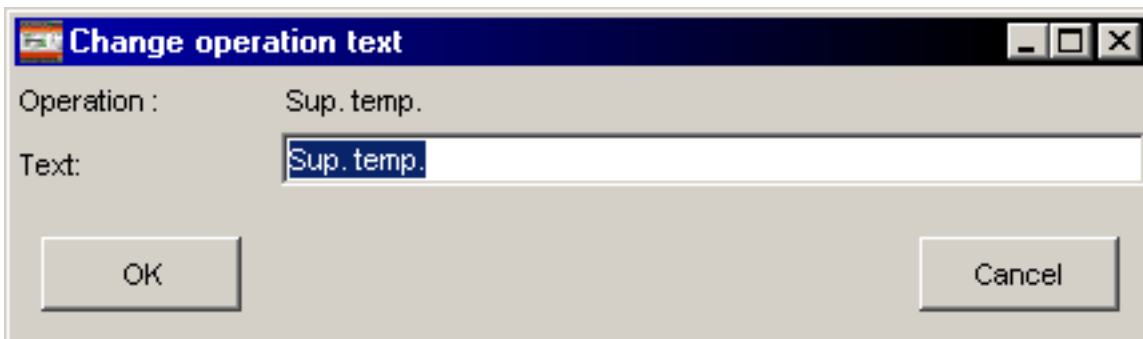 Change operation text
Operation : Sup. temp.
Text: Sup. temp.
OK Cancel